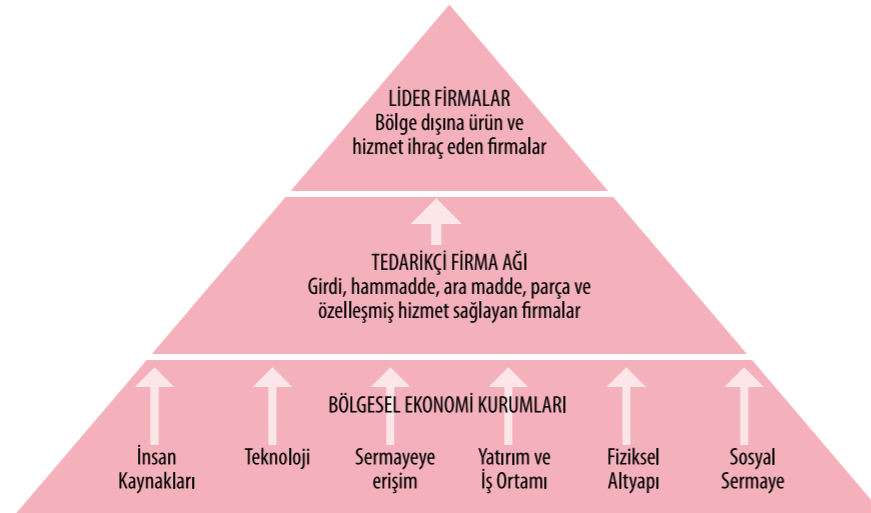 LİDER FİRMALAR
Bölge dışına ürün ve
hizmet ihraç eden firmalar
TEDARİKÇİ FİRMA AĞI
Girdi, hammadde, ara madde, parça ve
özelleşmiş hizmet sağlayan firmalar
BÖLGESEL EKONOMİ KURUMLARI
İnsan
Kaynakları
Teknoloji
Sermayeye
erişim
Yatırım ve
İş Ortamı
Fiziksel
Altyapı
Sosyal
Sermaye